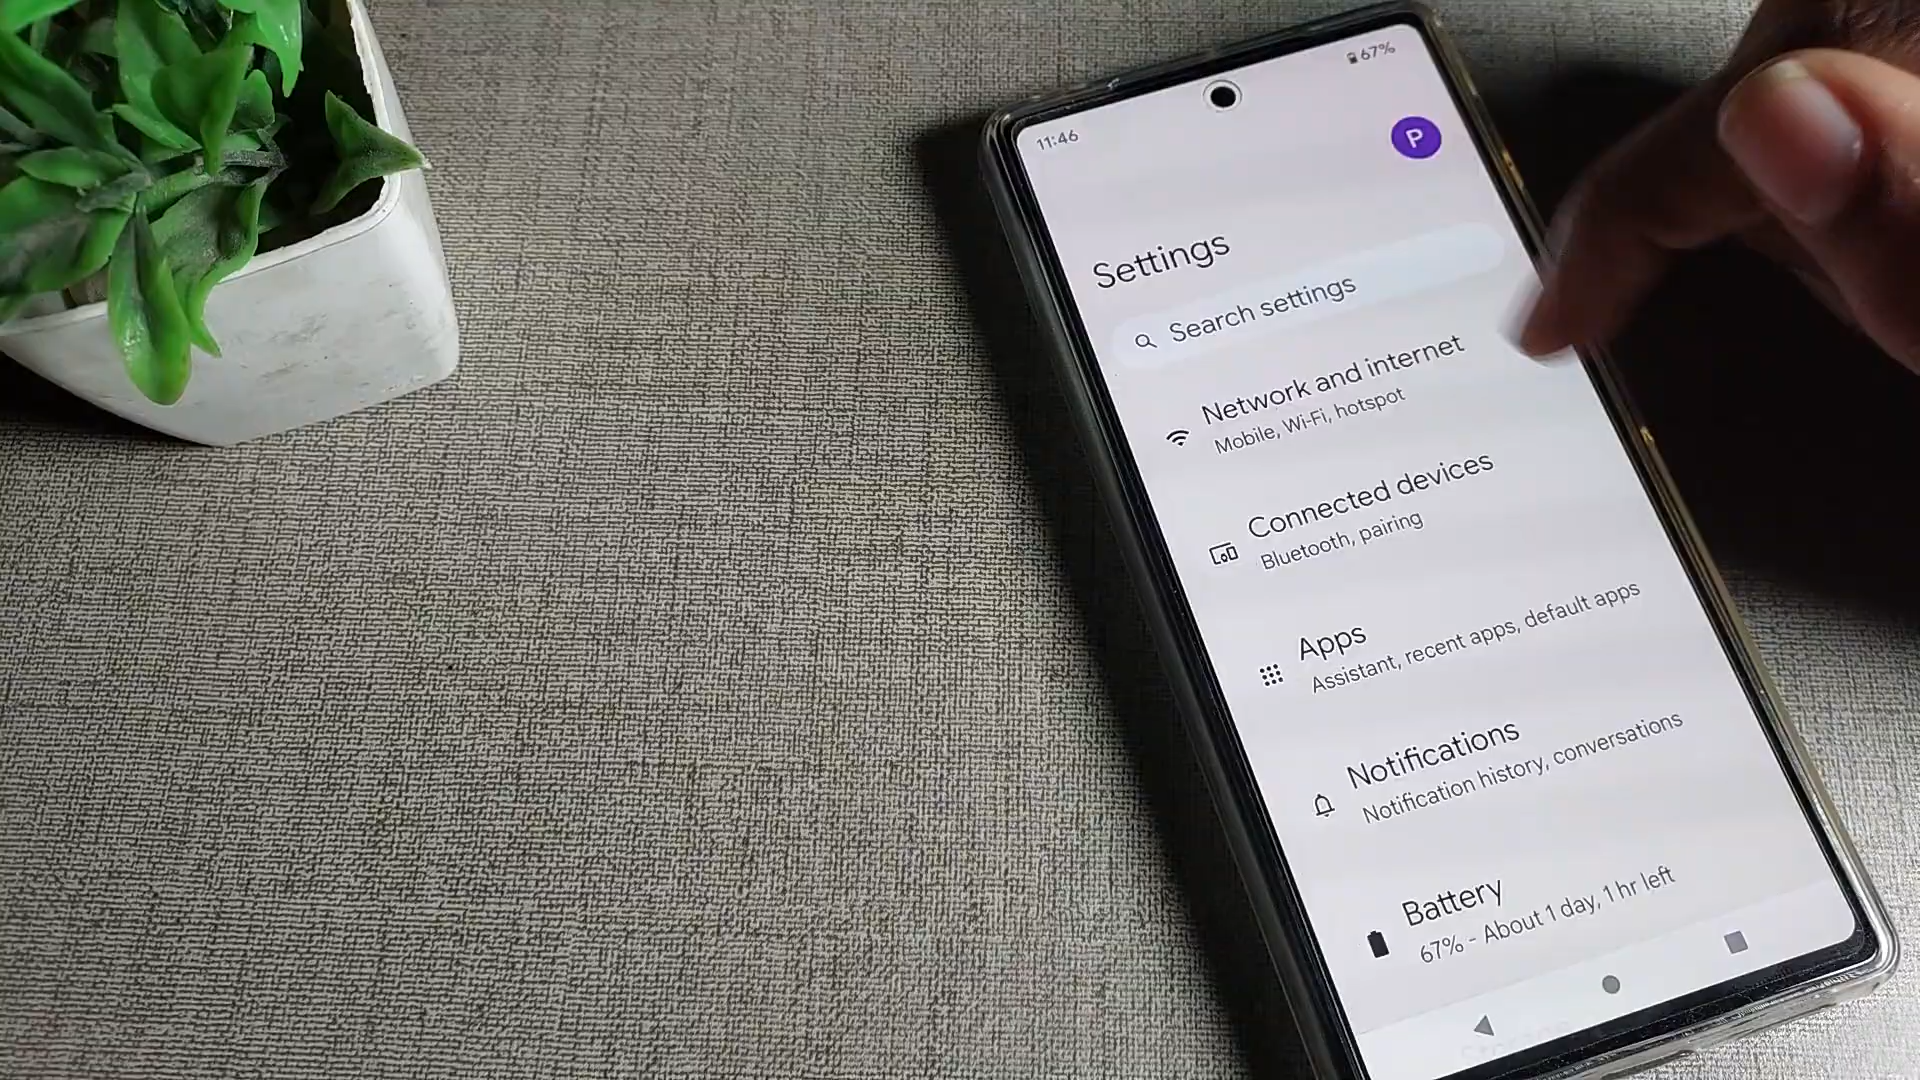 67%
11:46
P
Settings
Search settings
Network and internet
Mobile, Wi-Fi, hotspot
Connected devices
Bluetooth, pairing
Apps
Assistant, recent apps, default apps
Notifications
Notification history, conversations
Battery
67% - About 1 day, 1 hr left